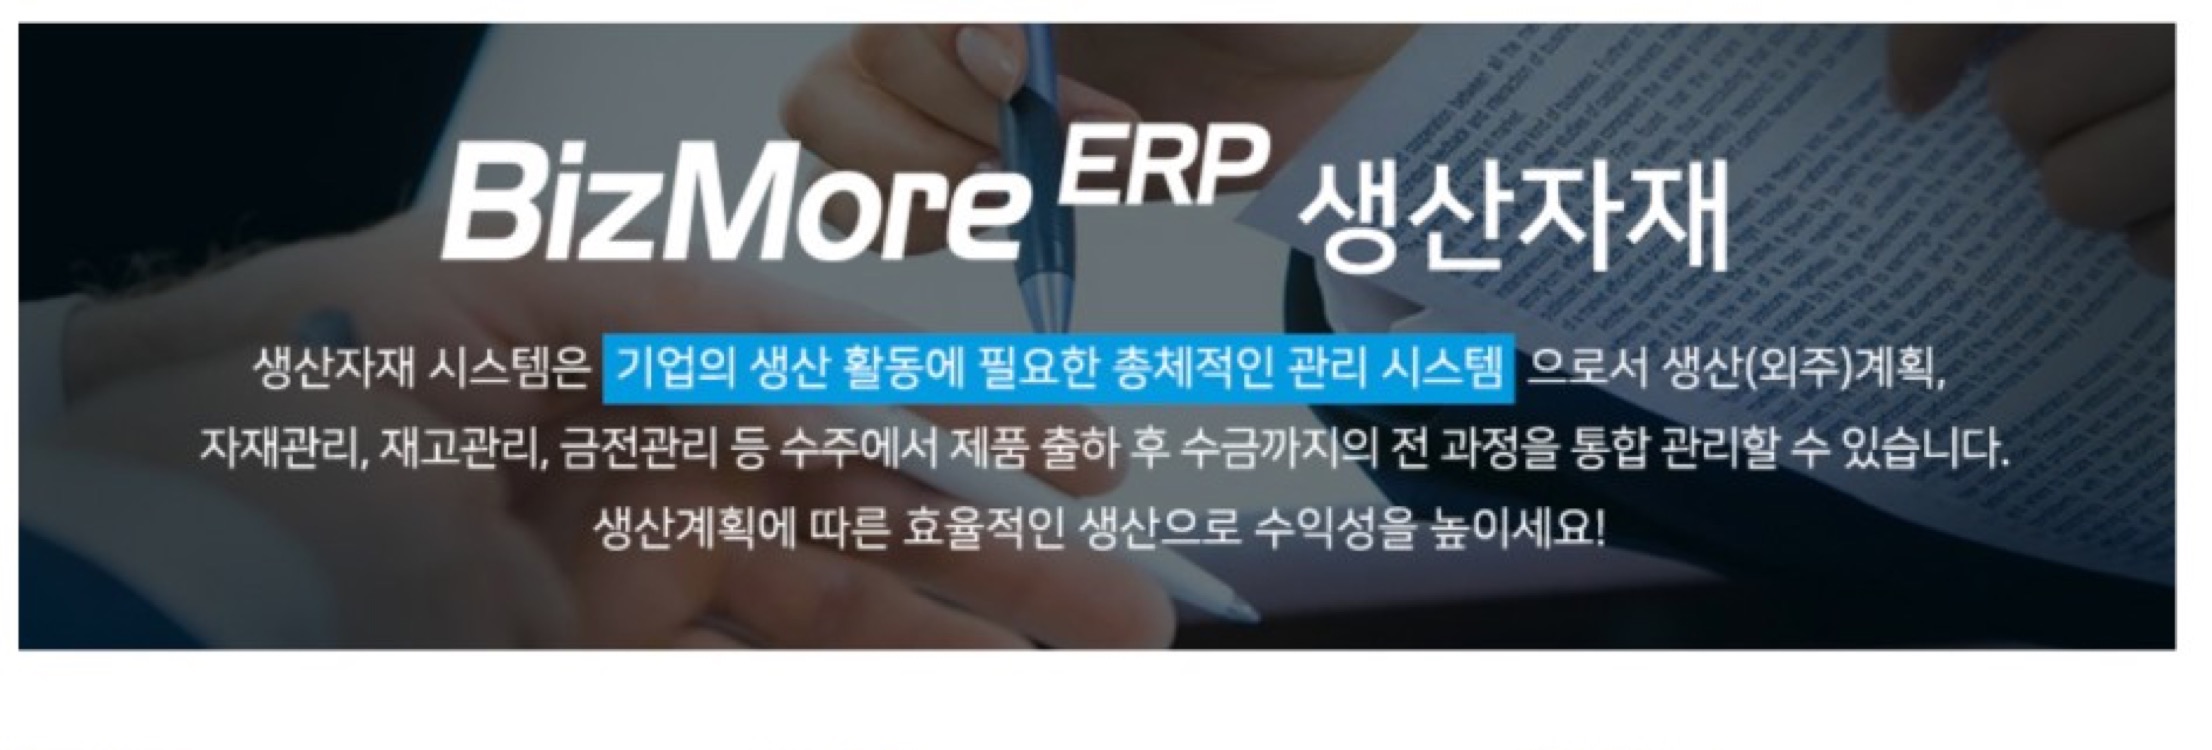 BizMore ERP 생산자재
생산자재 시스템은 기업의 생산 활동에 필요한 총체적인 관리 시스템 으로서 생산(외주)계획,
자재관리, 재고관리, 금전관리 등 수주에서 제품 출하 후 수금까지의 전 과정을 통합 관리할 수 있습니다.
생산계획에 따른 효율적인 생산으로 수익성을 높이세요!